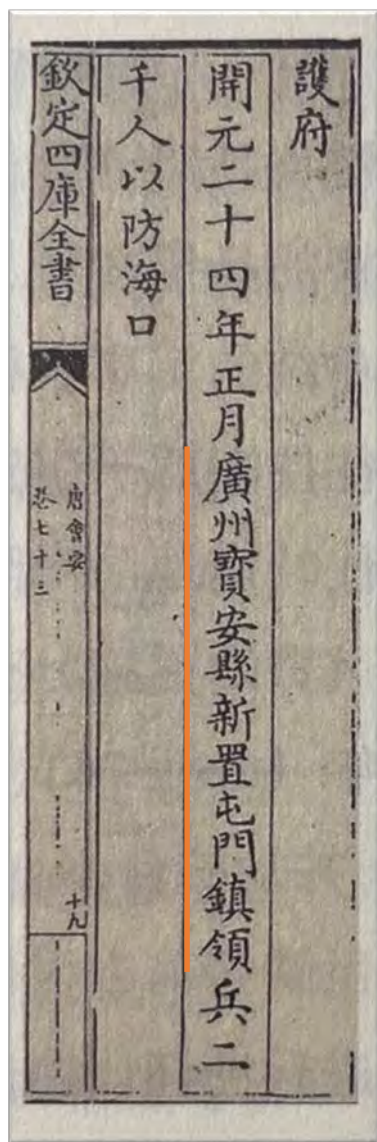 護府
開元二十四年正月廣州寶安縣新置屯門鎮領兵二
千人以防海口
欽定四庫全書
唐會要
卷七十三
十九